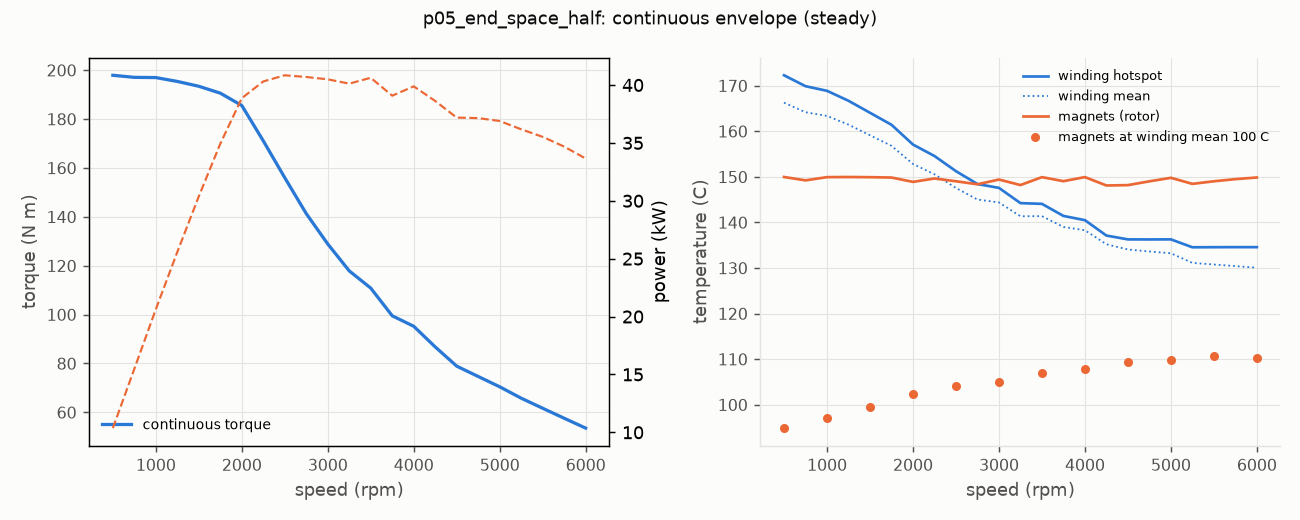 p05_end_space_half: continuous envelope (steady)
torque (N m)
200
180
160
140
120
100
80
60
continuous torque
1000 2000 3000 4000 5000 6000
speed (rpm)
40
35
30
25
20
15
10
power (kW)
temperature (C)
170
160
150
140
130
120
110
100
winding hotspot
winding mean
magnets (rotor)
magnets at winding mean 100 C
1000 2000 3000 4000 5000 6000
speed (rpm)